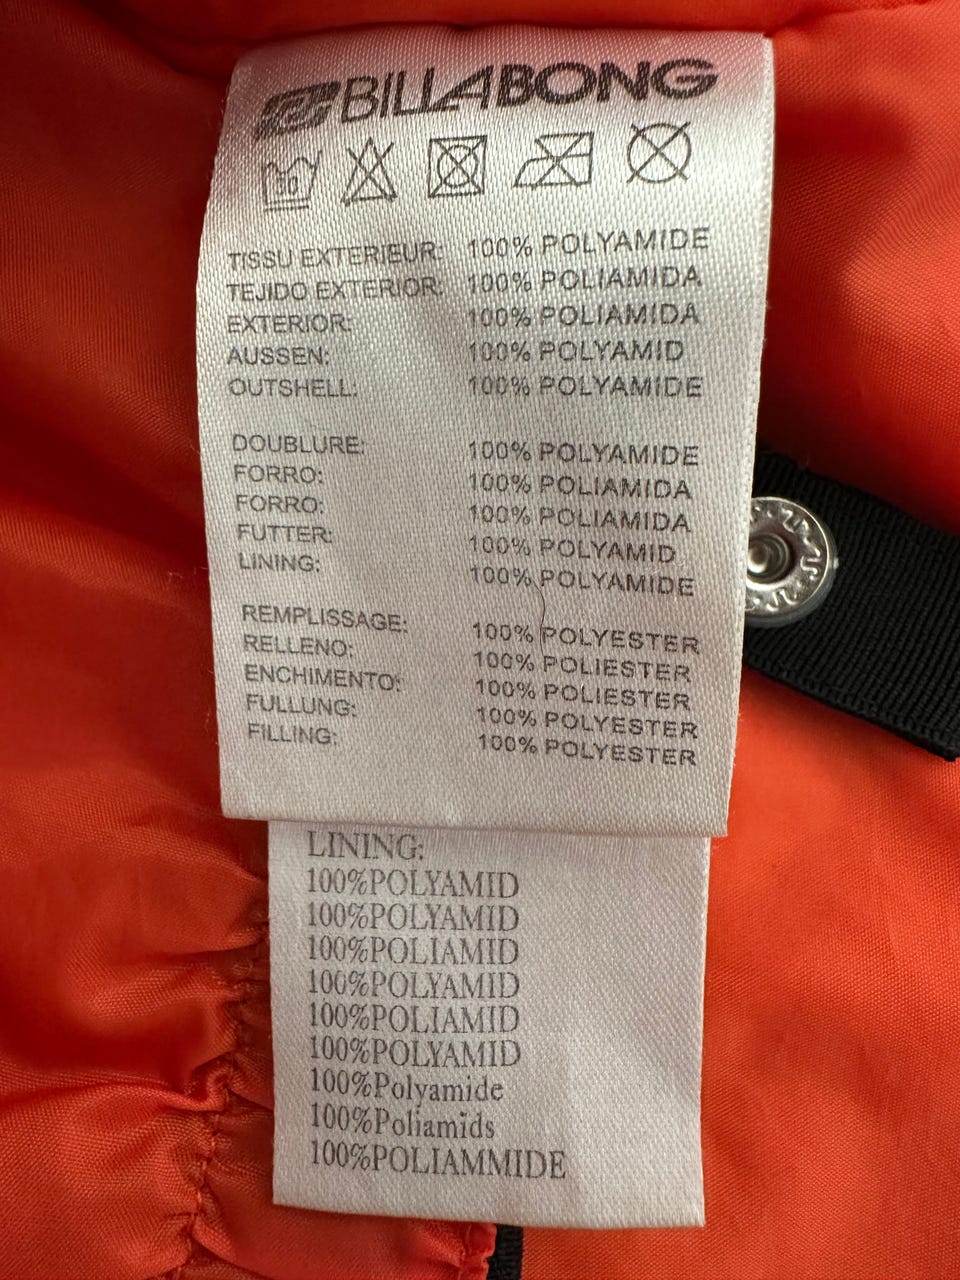 BILLABONG
30
TISSU EXTERIEUR: 100% POLYAMIDE
TEJIDO EXTERIOR: 100% POLIAMIDA
EXTERIOR: 100% POLIAMIDA
AUSSEN: 100% POLYAMID
OUTSHELL: 100% POLYAMIDE
DOUBLURE: 100% POLYAMIDE
FORRO: 100% POLIAMIDA
FORRO: 100% POLIAMIDA
FUTTER: 100% POLYAMID
LINING: 100% POLYAMIDE
REMPLISSAGE: 100% POLYESTER
RELLENO: 100% POLIESTER
ENCHIMENTO: 100% POLIESTER
FULLUNG: 100% POLYESTER
FILLING: 100% POLYESTER
LINING:
100%POLYAMID
100%POLYAMID
100%POLIAMID
100%POLYAMID
100%POLIAMID
100%POLYAMID
100%Polyamide
100%Poliamīds
100%POLIAMMIDE